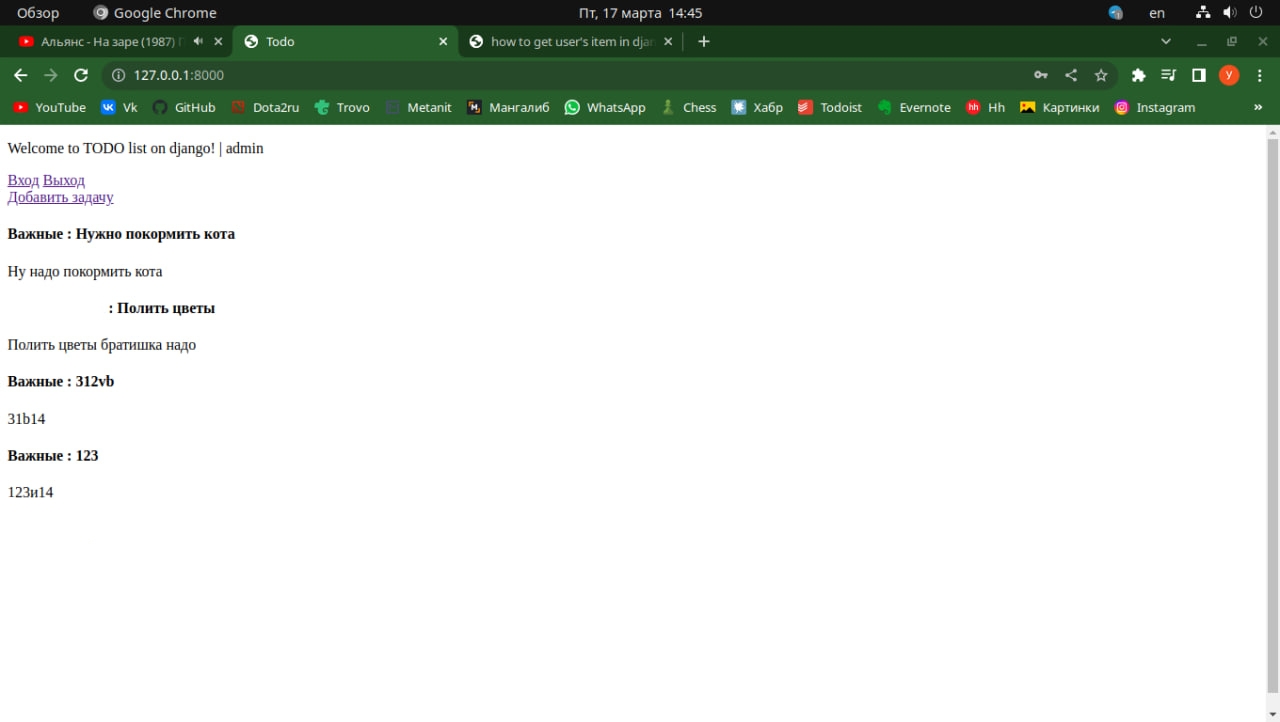 Обзор Google Chrome Пт, 17 марта 14:45 en
Альянс - На заре (1987) Todo how to get user's item in djan
127.0.0.1:8000 У
YouTube Vk GitHub Dota2ru Trovo Metanit Мангалиб WhatsApp Chess Хабр Todoist Evernote hh Hh Картинки Instagram »
Welcome to TODO list on django! | admin
Вход Выход
Добавить задачу
Важные : Нужно покормить кота
Ну надо покормить кота
: Полить цветы
Полить цветы братишка надо
Важные : 312vb
31b14
Важные : 123
123и14